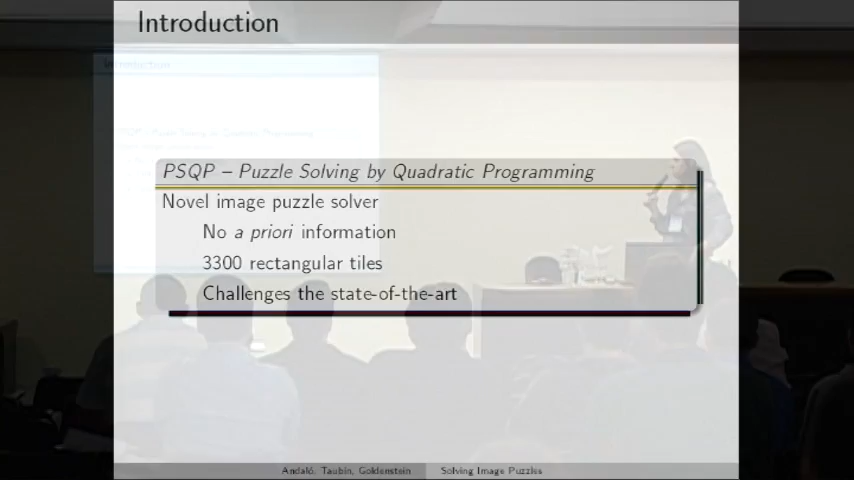 Introduction
PSQP – Puzzle Solving by Quadratic Programming
Novel image puzzle solver
No a priori information
3300 rectangular tiles
Challenges the state-of-the-art
Andaló, Taubin, Goldenstein Solving Image Puzzles